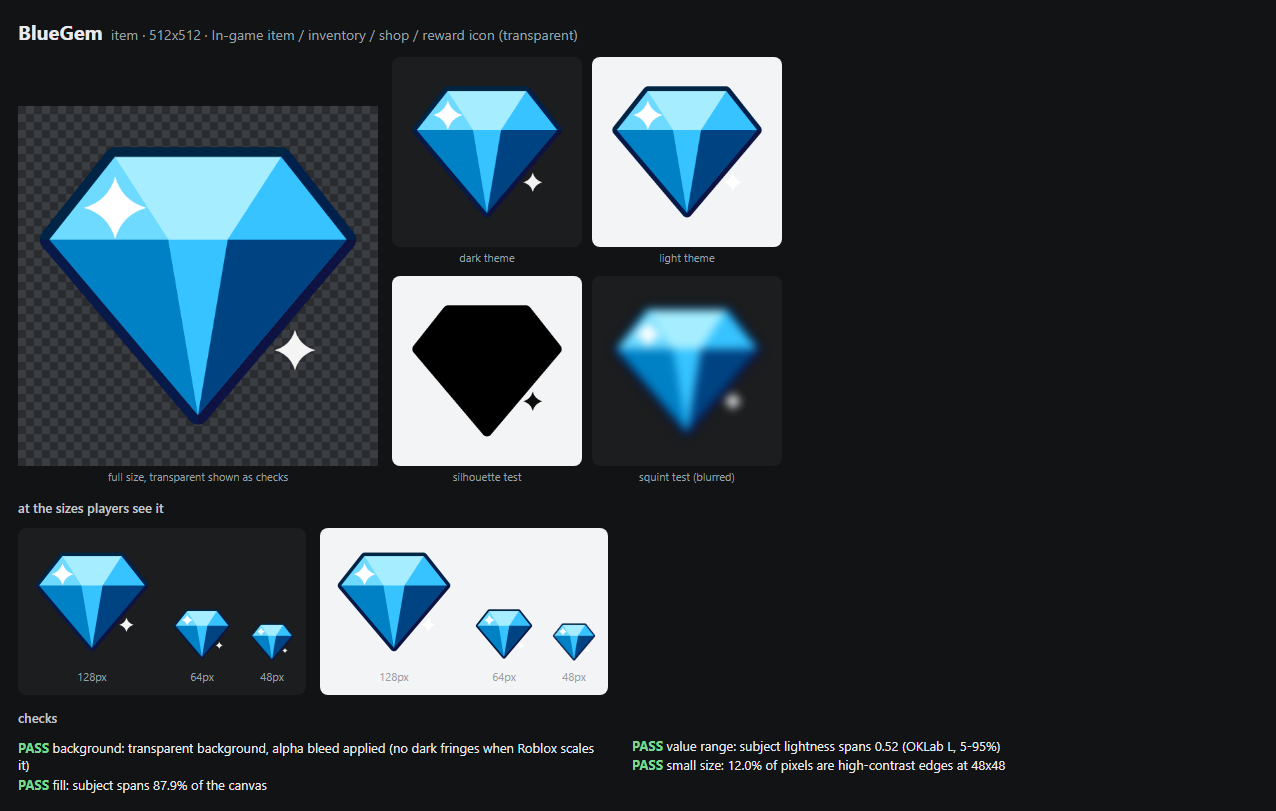 BlueGem item · 512x512 · In-game item / inventory / shop / reward icon (transparent)
dark theme
light theme
full size, transparent shown as checks
silhouette test
squint test (blurred)
at the sizes players see it
128px
64px
48px
128px
64px
48px
checks
PASS background: transparent background, alpha bleed applied (no dark fringes when Roblox scales
it)
PASS fill: subject spans 87.9% of the canvas
PASS value range: subject lightness spans 0.52 (OKLab L, 5-95%)
PASS small size: 12.0% of pixels are high-contrast edges at 48x48